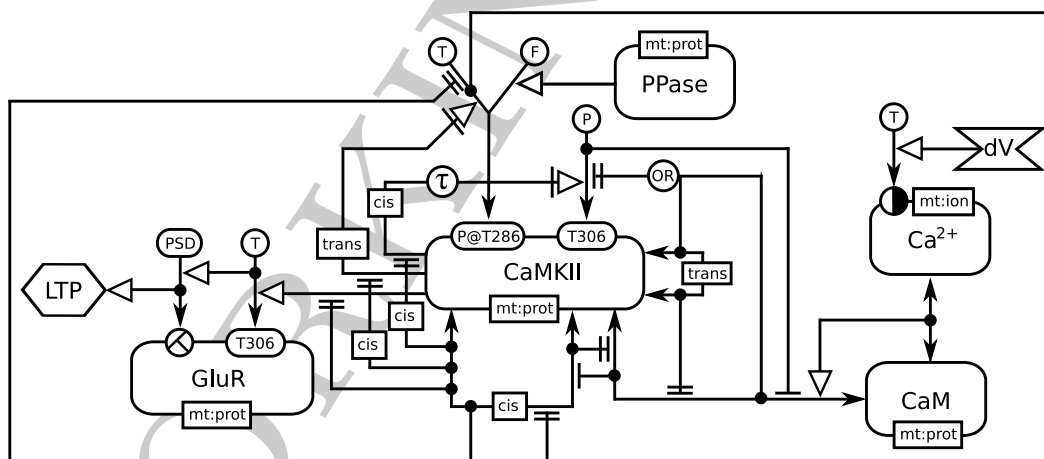 T
F
mt:prot
PPase
P
T
dV
τ
OR
cis
mt:ion
Ca2+
PSD
T
trans
P@T286
T306
CaMKII
trans
LTP
mt:prot
cis
T306
cis
GluR
mt:prot
cis
CaM
mt:prot